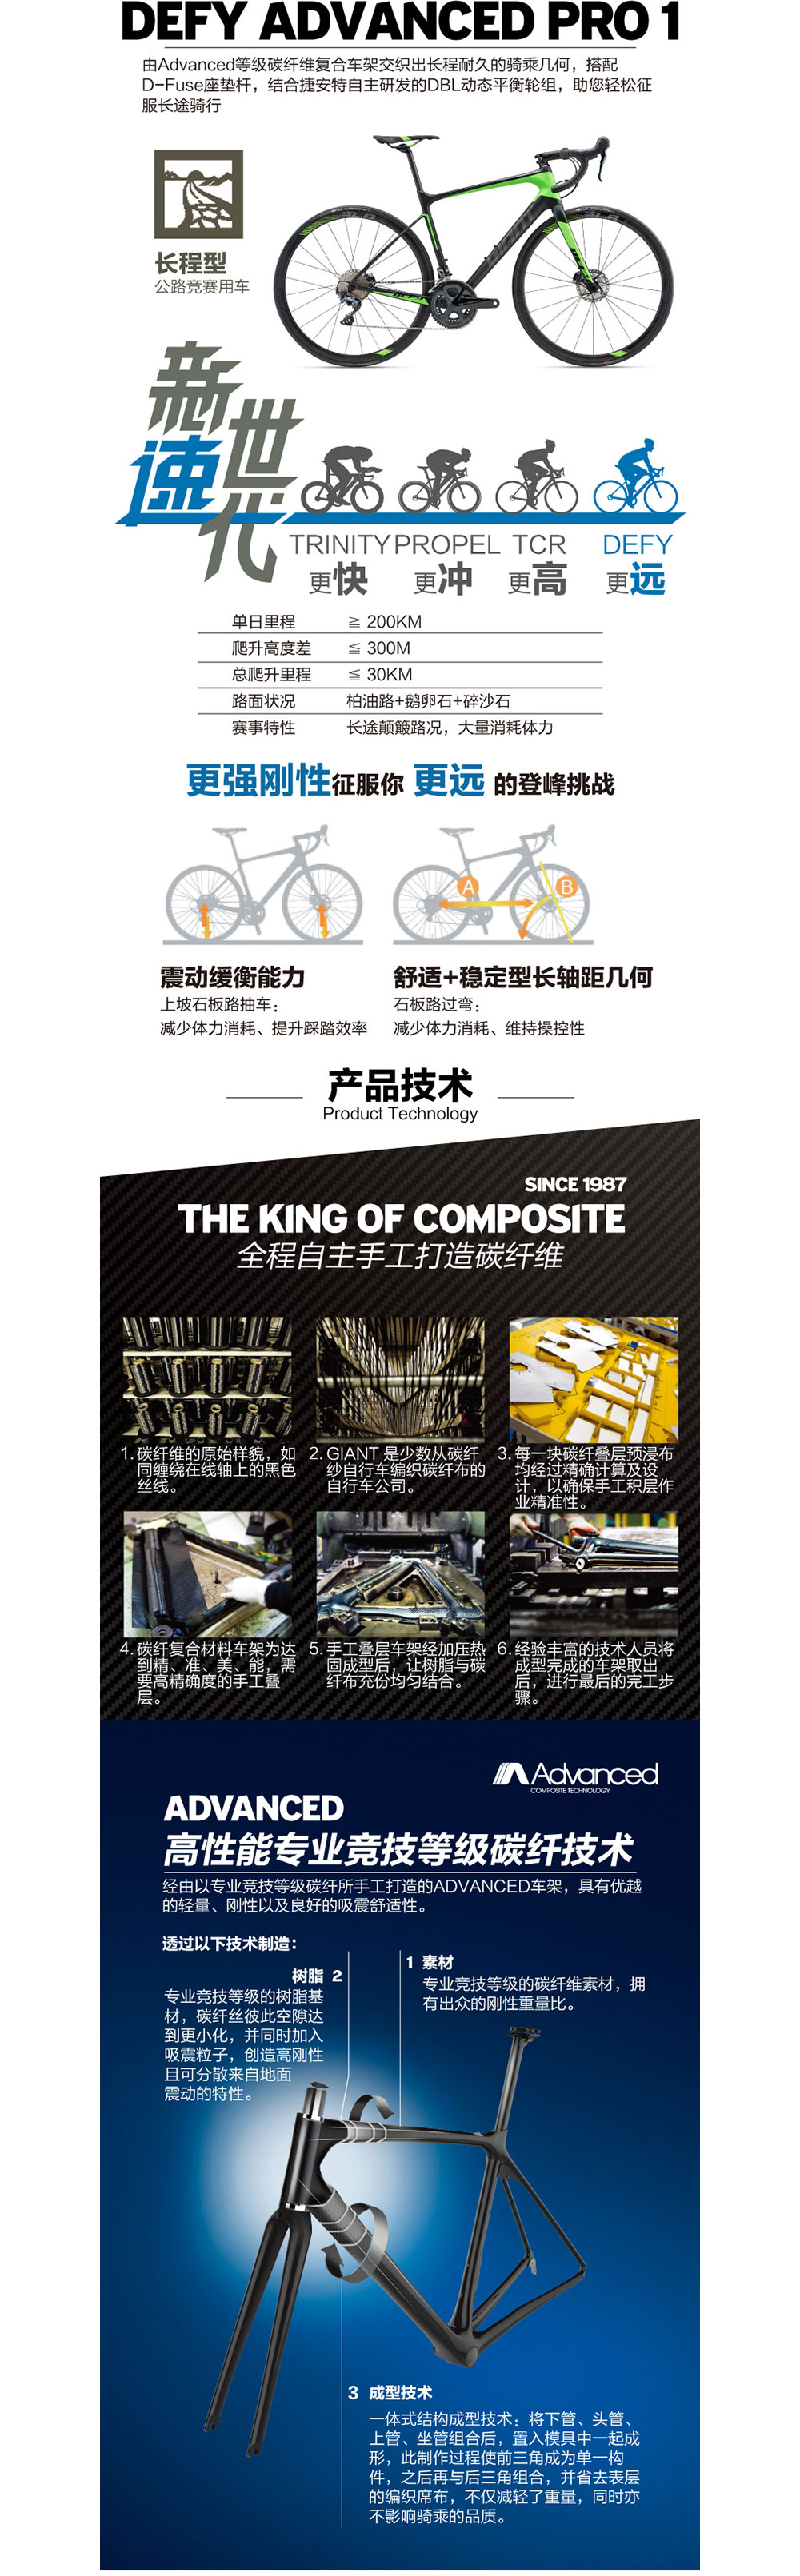 DEFY ADVANCED PRO 1
由Advanced等级碳纤维复合车架交织出长程耐久的骑乘几何，搭配
D-Fuse座垫杆，结合捷安特自主研发的DBL动态平衡轮组，助您轻松征
服长途骑行
长程型
公路竞赛用车
新世代
速
TRINITY PROPEL TCR DEFY
更快 更冲 更高 更远
单日里程 ≧ 200KM
爬升高度差 ≦ 300M
总爬升里程 ≦ 30KM
路面状况 柏油路+鹅卵石+碎沙石
赛事特性 长途颠簸路况，大量消耗体力
更强刚性征服你 更远 的登峰挑战
A B
震动缓衡能力
上坡石板路抽车：
减少体力消耗、提升踩踏效率
舒适+稳定型长轴距几何
石板路过弯：
减少体力消耗、维持操控性
产品技术
Product Technology
SINCE 1987
THE KING OF COMPOSITE
全程自主手工打造碳纤维
1. 碳纤维的原始样貌，如
同缠绕在线轴上的黑色
丝线。
2. GIANT 是少数从碳纤
纱自行车编织碳纤布的
自行车公司。
3. 每一块碳纤叠层预浸布
均经过精确计算及设
计，以确保手工积层作
业精准性。
4. 碳纤复合材料车架为达
到精、准、美、能，需
要高精确度的手工叠
层。
5. 手工叠层车架经加压热
固成型后，让树脂与碳
纤布充份均匀结合。
6. 经验丰富的技术人员将
成型完成的车架取出
后，进行最后的完工步
骤。
Advanced
COMPOSITE TECHNOLOGY
ADVANCED
高性能专业竞技等级碳纤技术
经由以专业竞技等级碳纤所手工打造的ADVANCED车架，具有优越
的轻量、刚性以及良好的吸震舒适性。
透过以下技术制造：
1 素材
专业竞技等级的碳纤维素材，拥
有出众的刚性重量比。
树脂 2
专业竞技等级的树脂基
材，碳纤丝彼此空隙达
到更小化，并同时加入
吸震粒子，创造高刚性
且可分散来自地面
震动的特性。
3 成型技术
一体式结构成型技术：将下管、头管、
上管、坐管组合后，置入模具中一起成
形，此制作过程使前三角成为单一构
件，之后再与后三角组合，并省去表层
的编织席布，不仅减轻了重量，同时亦
不影响骑乘的品质。